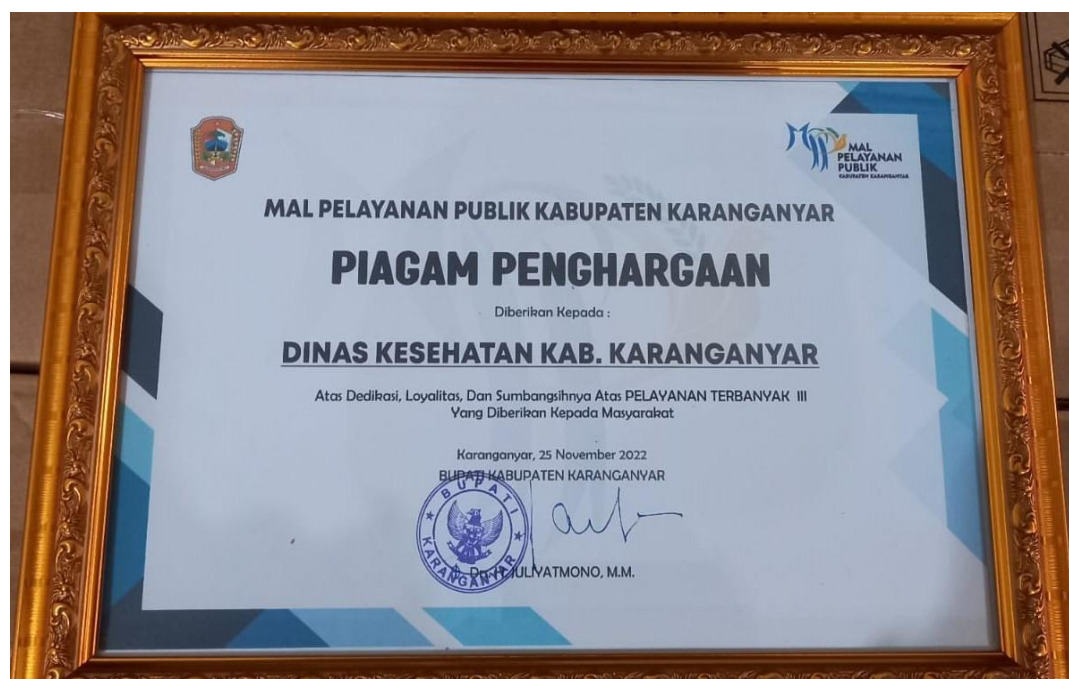 MAL
PELAYANAN
PUBLIK
KABUPATEN KARANGANYAR
MAL PELAYANAN PUBLIK KABUPATEN KARANGANYAR
PIAGAM PENGHARGAAN
Diberikan Kepada :
DINAS KESEHATAN KAB. KARANGANYAR
Atas Dedikasi, Loyalitas, Dan Sumbangsihnya Atas PELAYANAN TERBANYAK III
Yang Diberikan Kepada Masyarakat
Karanganyar, 25 November 2022
BUPATI KABUPATEN KARANGANYAR
BUPATI
KARANGANYAR
JULIYATMONO, M.M.